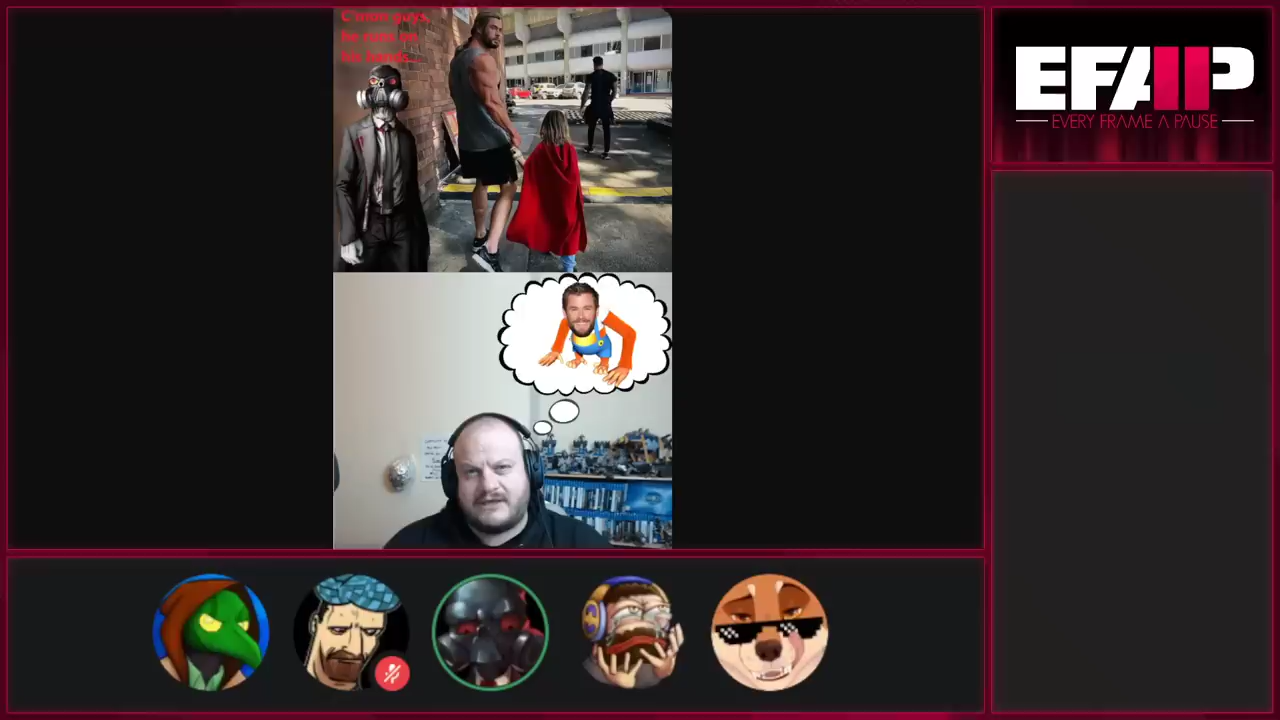 C'mon guys,
he runs on
his hands...
EFAP
EVERY FRAME A PAUSE